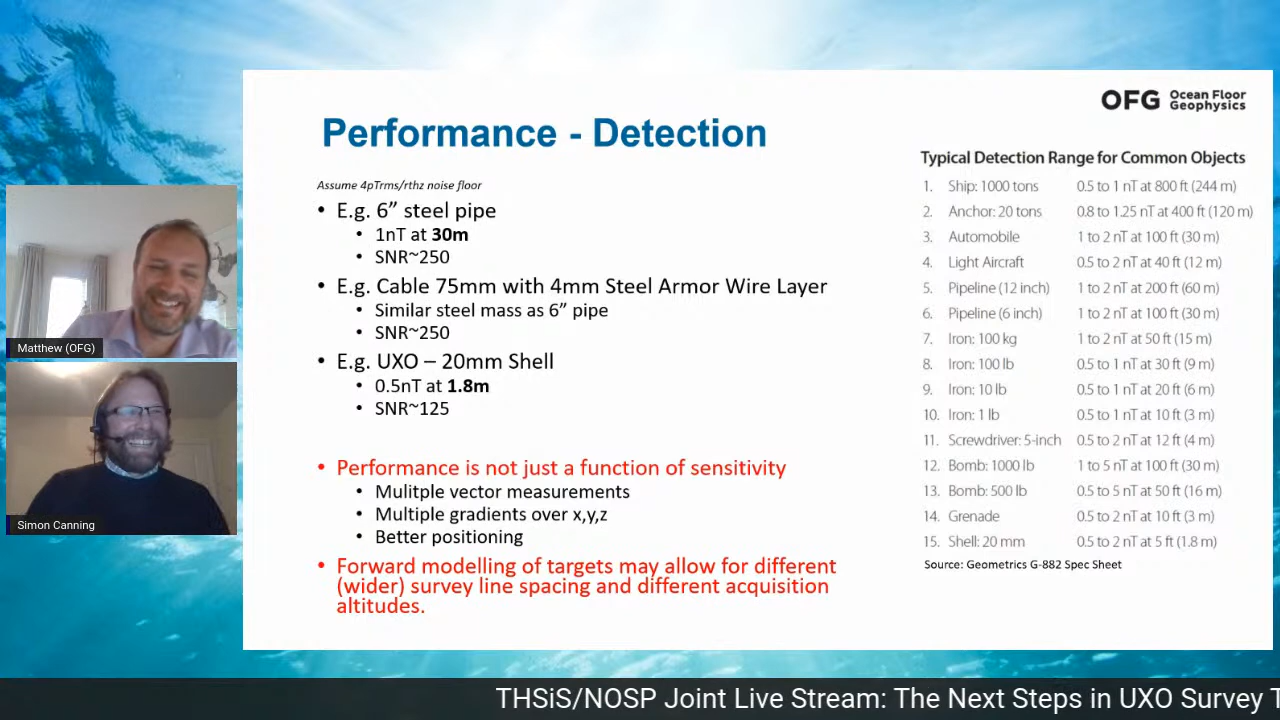 OFG Ocean Floor
Geophysics
Performance - Detection
Assume 4pTrms/rthz noise floor
• E.g. 6” steel pipe
• 1nT at 30m
• SNR~250
• E.g. Cable 75mm with 4mm Steel Armor Wire Layer
• Similar steel mass as 6” pipe
• SNR~250
• E.g. UXO – 20mm Shell
• 0.5nT at 1.8m
• SNR~125
• Performance is not just a function of sensitivity
• Mulitple vector measurements
• Multiple gradients over x,y,z
• Better positioning
• Forward modelling of targets may allow for different
(wider) survey line spacing and different acquisition
altitudes.
Typical Detection Range for Common Objects
1. Ship: 1000 tons 0.5 to 1 nT at 800 ft (244 m)
2. Anchor: 20 tons 0.8 to 1.25 nT at 400 ft (120 m)
3. Automobile 1 to 2 nT at 100 ft (30 m)
4. Light Aircraft 0.5 to 2 nT at 40 ft (12 m)
5. Pipeline (12 inch) 1 to 2 nT at 200 ft (60 m)
6. Pipeline (6 inch) 1 to 2 nT at 100 ft (30 m)
7. Iron: 100 kg 1 to 2 nT at 50 ft (15 m)
8. Iron: 100 lb 0.5 to 1 nT at 30 ft (9 m)
9. Iron: 10 lb 0.5 to 1 nT at 20 ft (6 m)
10. Iron: 1 lb 0.5 to 1 nT at 10 ft (3 m)
11. Screwdriver: 5-inch 0.5 to 2 nT at 12 ft (4 m)
12. Bomb: 1000 lb 1 to 5 nT at 100 ft (30 m)
13. Bomb: 500 lb 0.5 to 5 nT at 50 ft (16 m)
14. Grenade 0.5 to 2 nT at 10 ft (3 m)
15. Shell: 20 mm 0.5 to 2 nT at 5 ft (1.8 m)
Source: Geometrics G-882 Spec Sheet
Matthew (OFG)
Simon Canning
THSiS/NOSP Joint Live Stream: The Next Steps in UXO Survey T